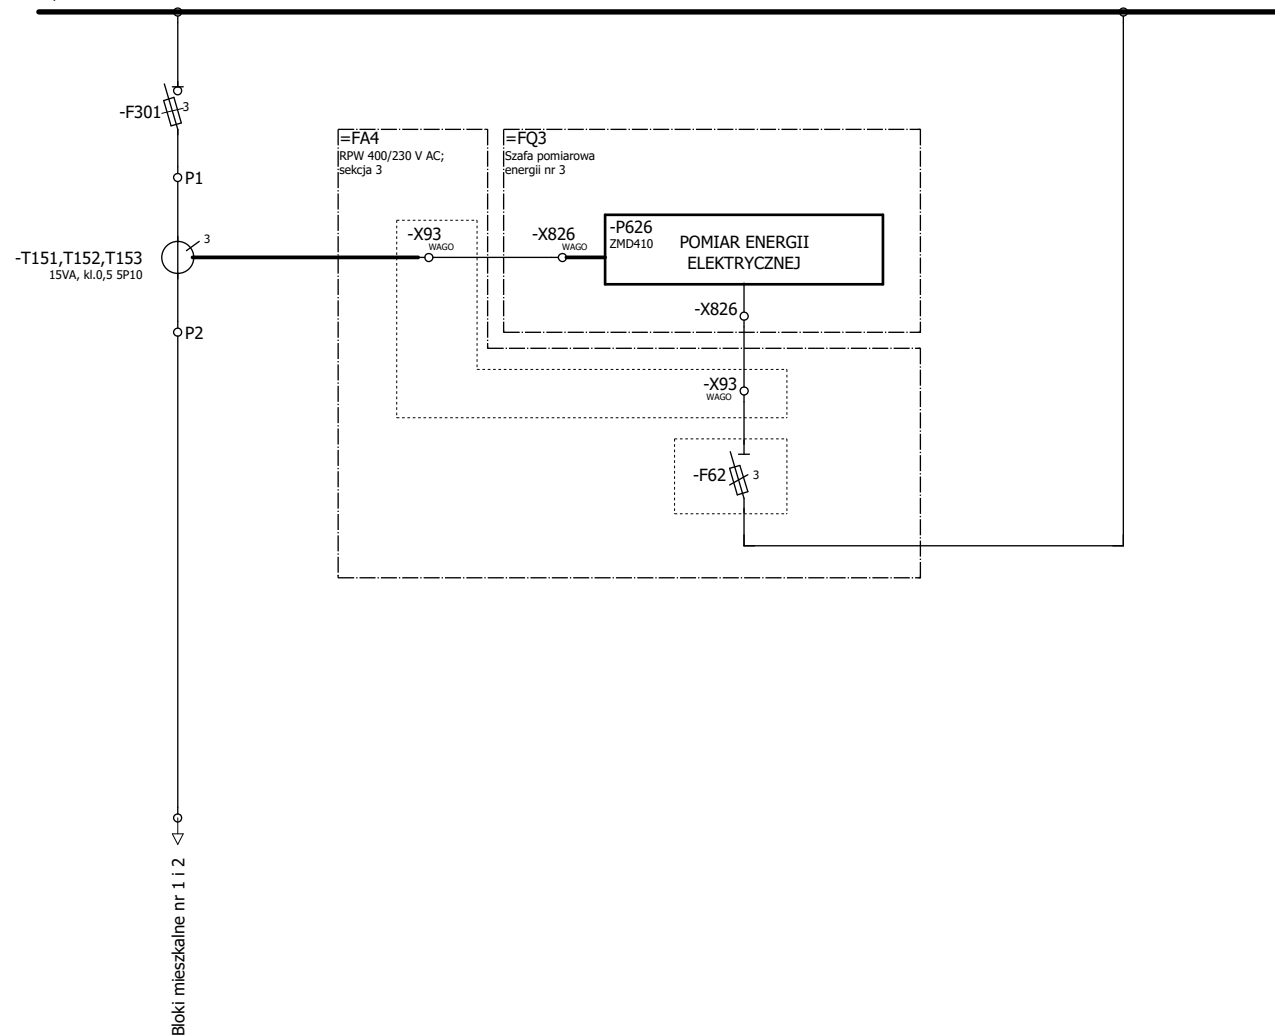 -F301
3
P1
-T151,T152,T153
15VA, kl.0,5 5P10
3
P2
=FA4
RPW 400/230 V AC;
sekcja 3
=FQ3
Szafa pomiarowa
energii nr 3
-X93
WAGO
-X826
WAGO
-P626
ZMD410
POMIAR ENERGII
ELEKTRYCZNEJ
-X826
-X93
WAGO
-F62
3
Bloki mieszkalne nr 1 i 2